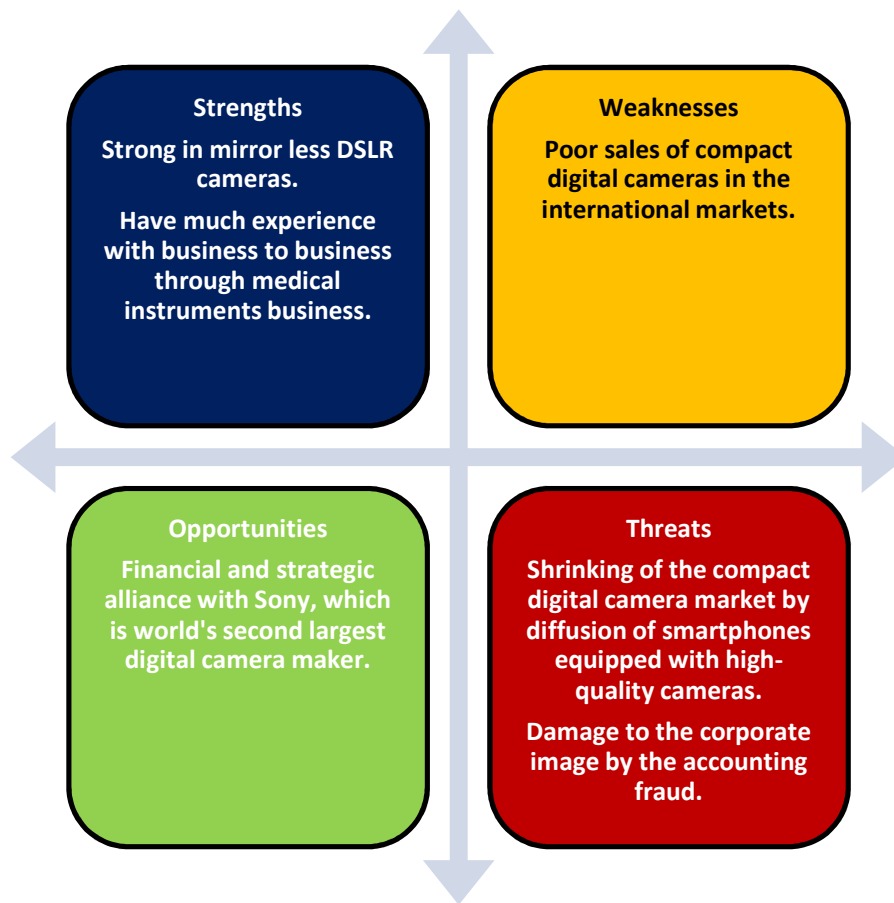 Strengths
Strong in mirror less DSLR
cameras.
Have much experience
with business to business
through medical
instruments business.
Weaknesses
Poor sales of compact
digital cameras in the
international markets.
Opportunities
Financial and strategic
alliance with Sony, which
is world's second largest
digital camera maker.
Threats
Shrinking of the compact
digital camera market by
diffusion of smartphones
equipped with high-
quality cameras.
Damage to the corporate
image by the accounting
fraud.